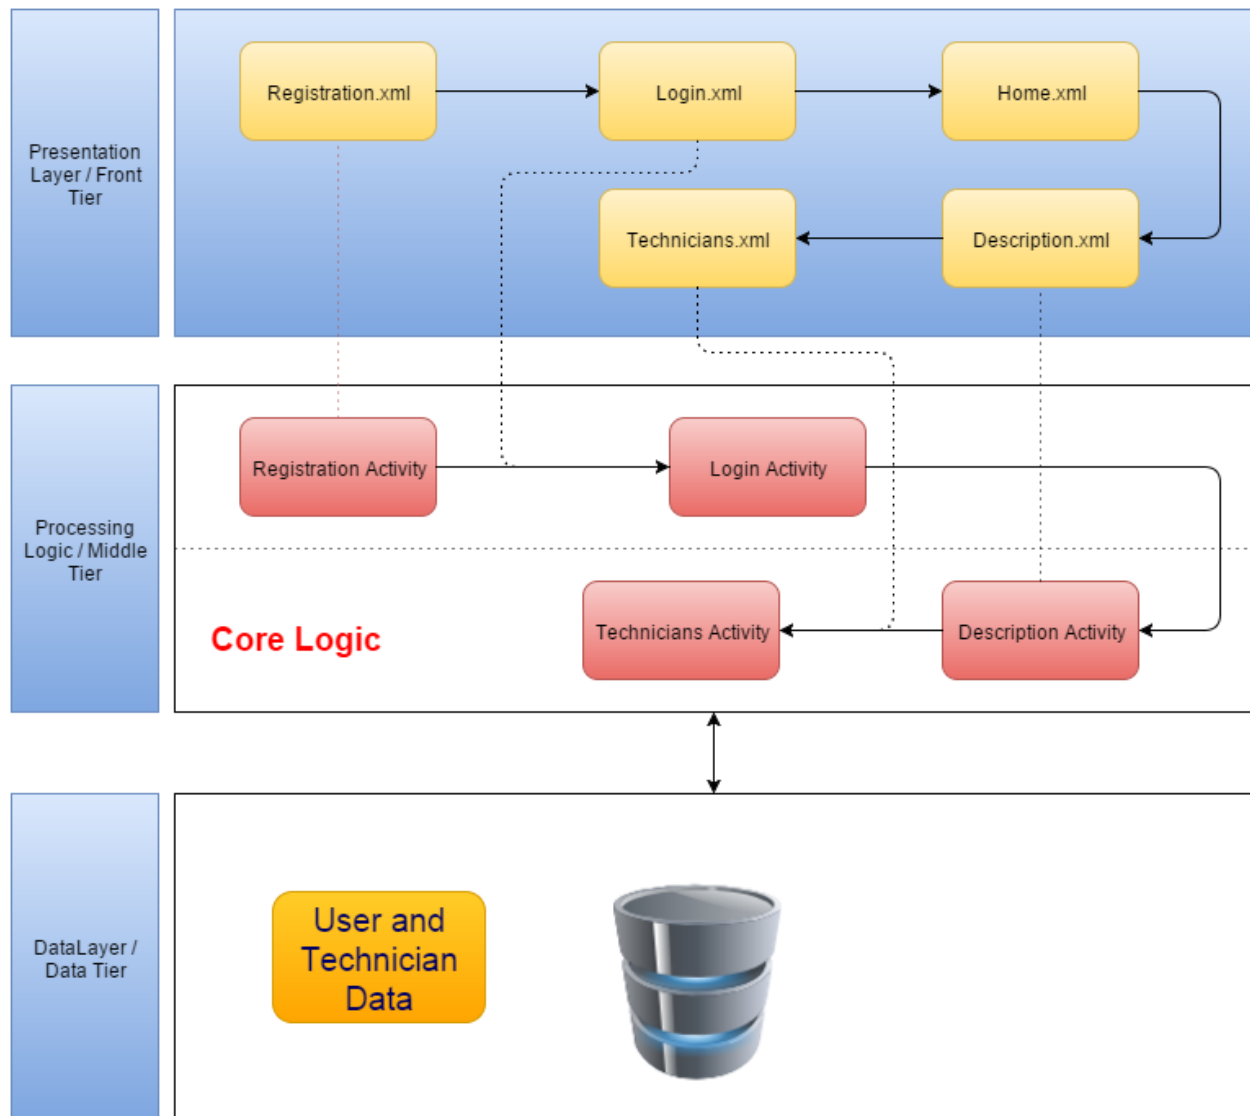 Presentation
Layer / Front
Tier
Registration.xml
Login.xml
Home.xml
Technicians.xml
Description.xml
Processing
Logic / Middle
Tier
Registration Activity
Login Activity
Core Logic
Technicians Activity
Description Activity
DataLayer /
Data Tier
User and
Technician
Data